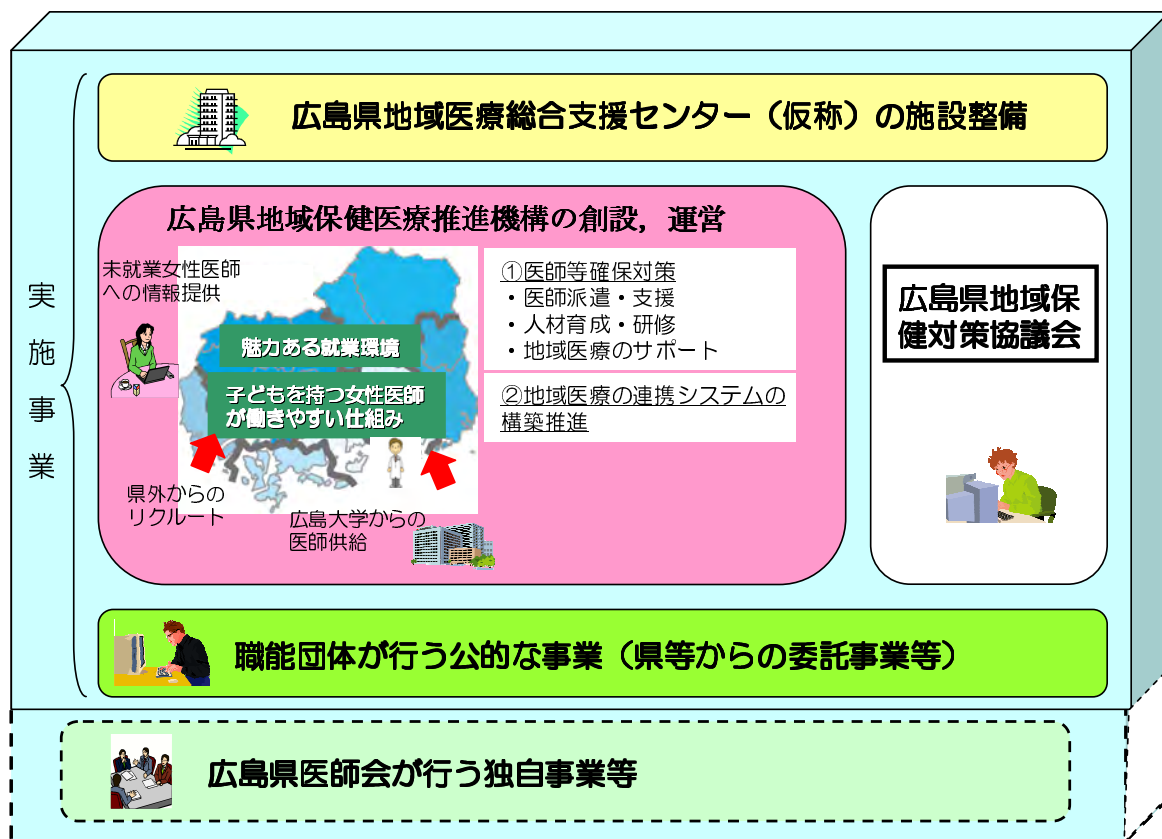 実施事業
広島県地域医療総合支援センター（仮称）の施設整備
広島県地域保健医療推進機構の創設，運営
未就業女性医師
への情報提供
魅力ある就業環境
子どもを持つ女性医師
が働きやすい仕組み
県外からの
リクルート
広島大学からの
医師供給
①医師等確保対策
・医師派遣・支援
・人材育成・研修
・地域医療のサポート
②地域医療の連携システムの
構築推進
広島県地域保
健対策協議会
職能団体が行う公的な事業（県等からの委託事業等）
広島県医師会が行う独自事業等